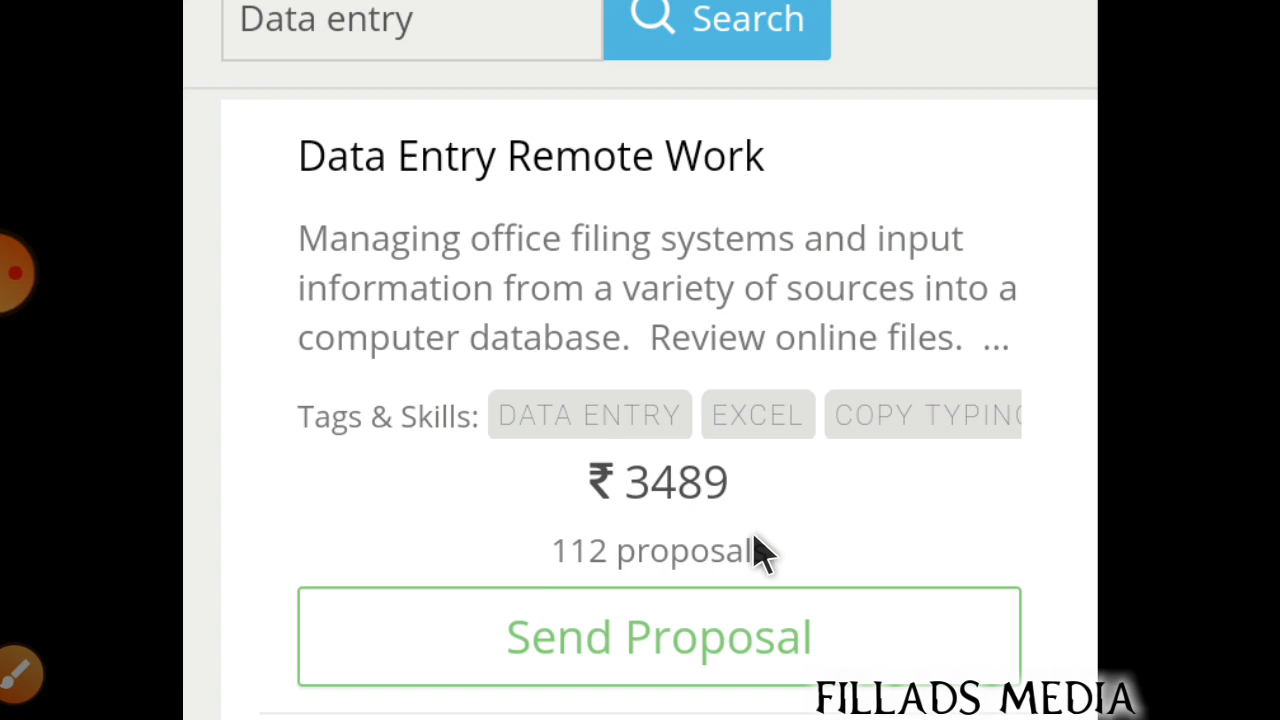 Data entry
Search
Data Entry Remote Work
Managing office filing systems and input
information from a variety of sources into a
computer database. Review online files. ...
Tags & Skills: DATA ENTRY EXCEL COPY TYPING
₹ 3489
112 proposal
Send Proposal
FILLADS MEDIA